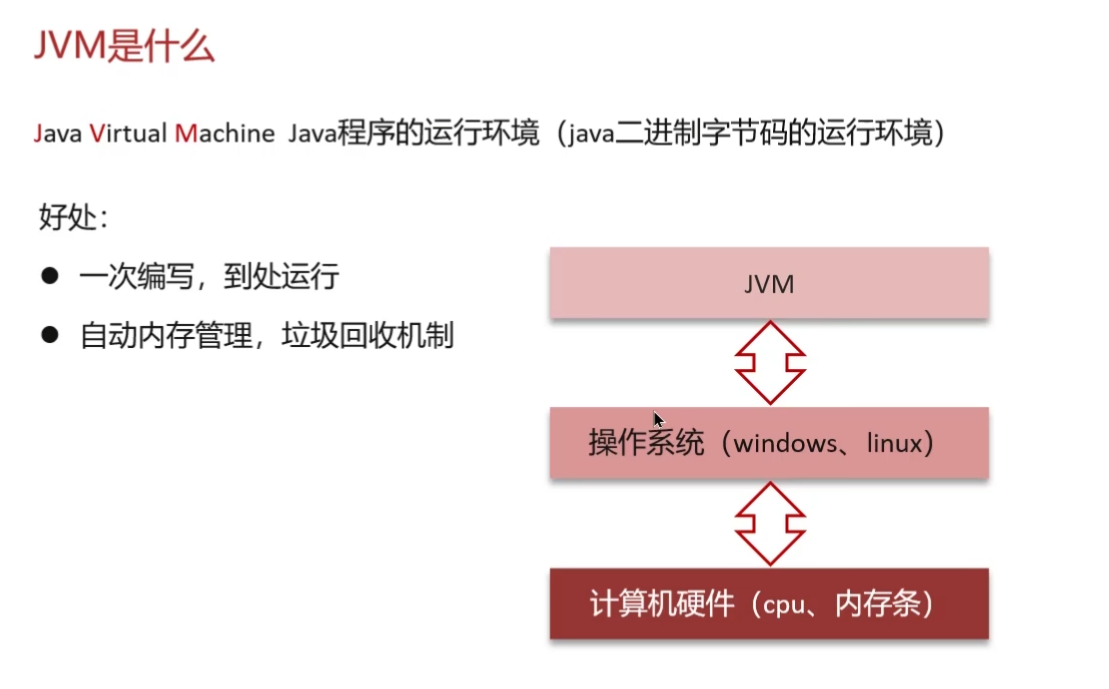 JVM是什么
Java Virtual Machine Java程序的运行环境（java二进制字节码的运行环境）
好处：
● 一次编写，到处运行
● 自动内存管理，垃圾回收机制
JVM
操作系统（windows、linux）
计算机硬件（cpu、内存条）